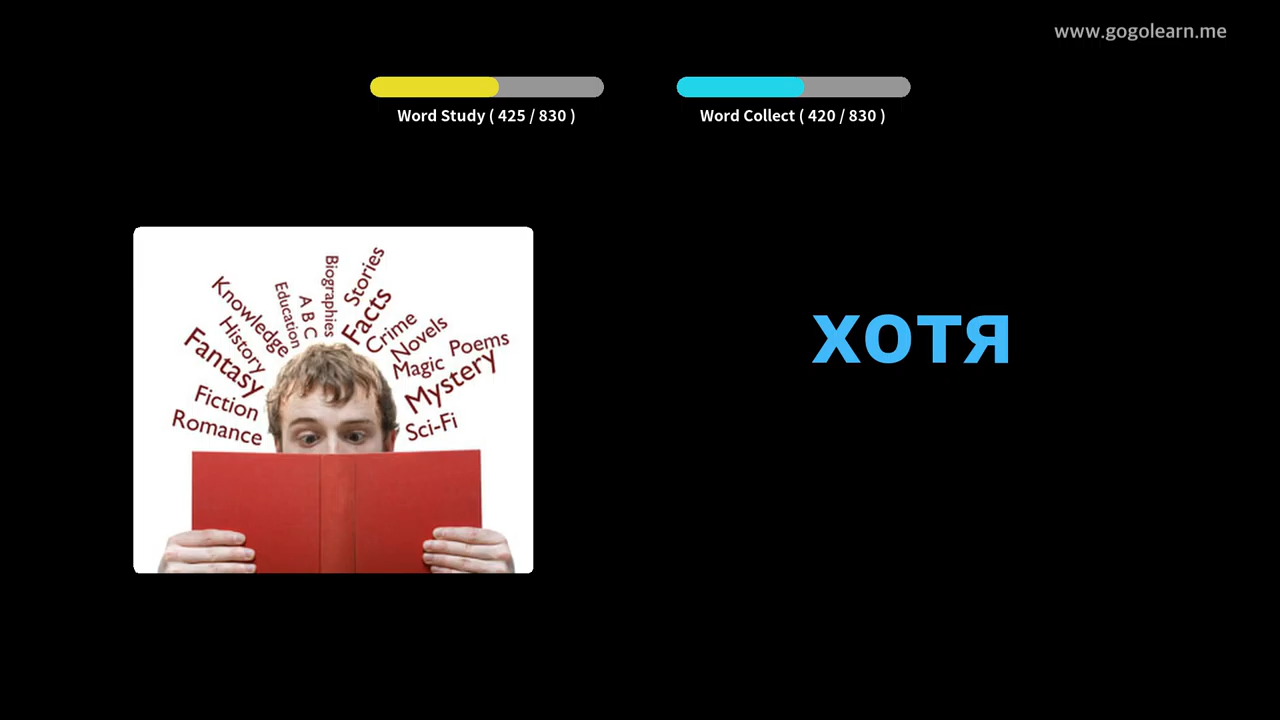 www.gogolearn.me
Word Study ( 425 / 830 )
Word Collect ( 420 / 830 )
Stories
Biographies
Facts
A B C
Education
Knowledge
Crime
Novels
History
Poems
Fantasy
Magic
Mystery
Fiction
Sci-Fi
Romance
хотя